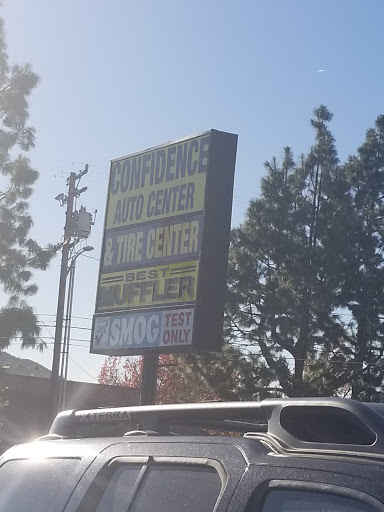 CONFIDENCE
AUTO CENTER
& TIRE CENTER
BEST
MUFFLER
SMOG TEST
ONLY
XTERRA